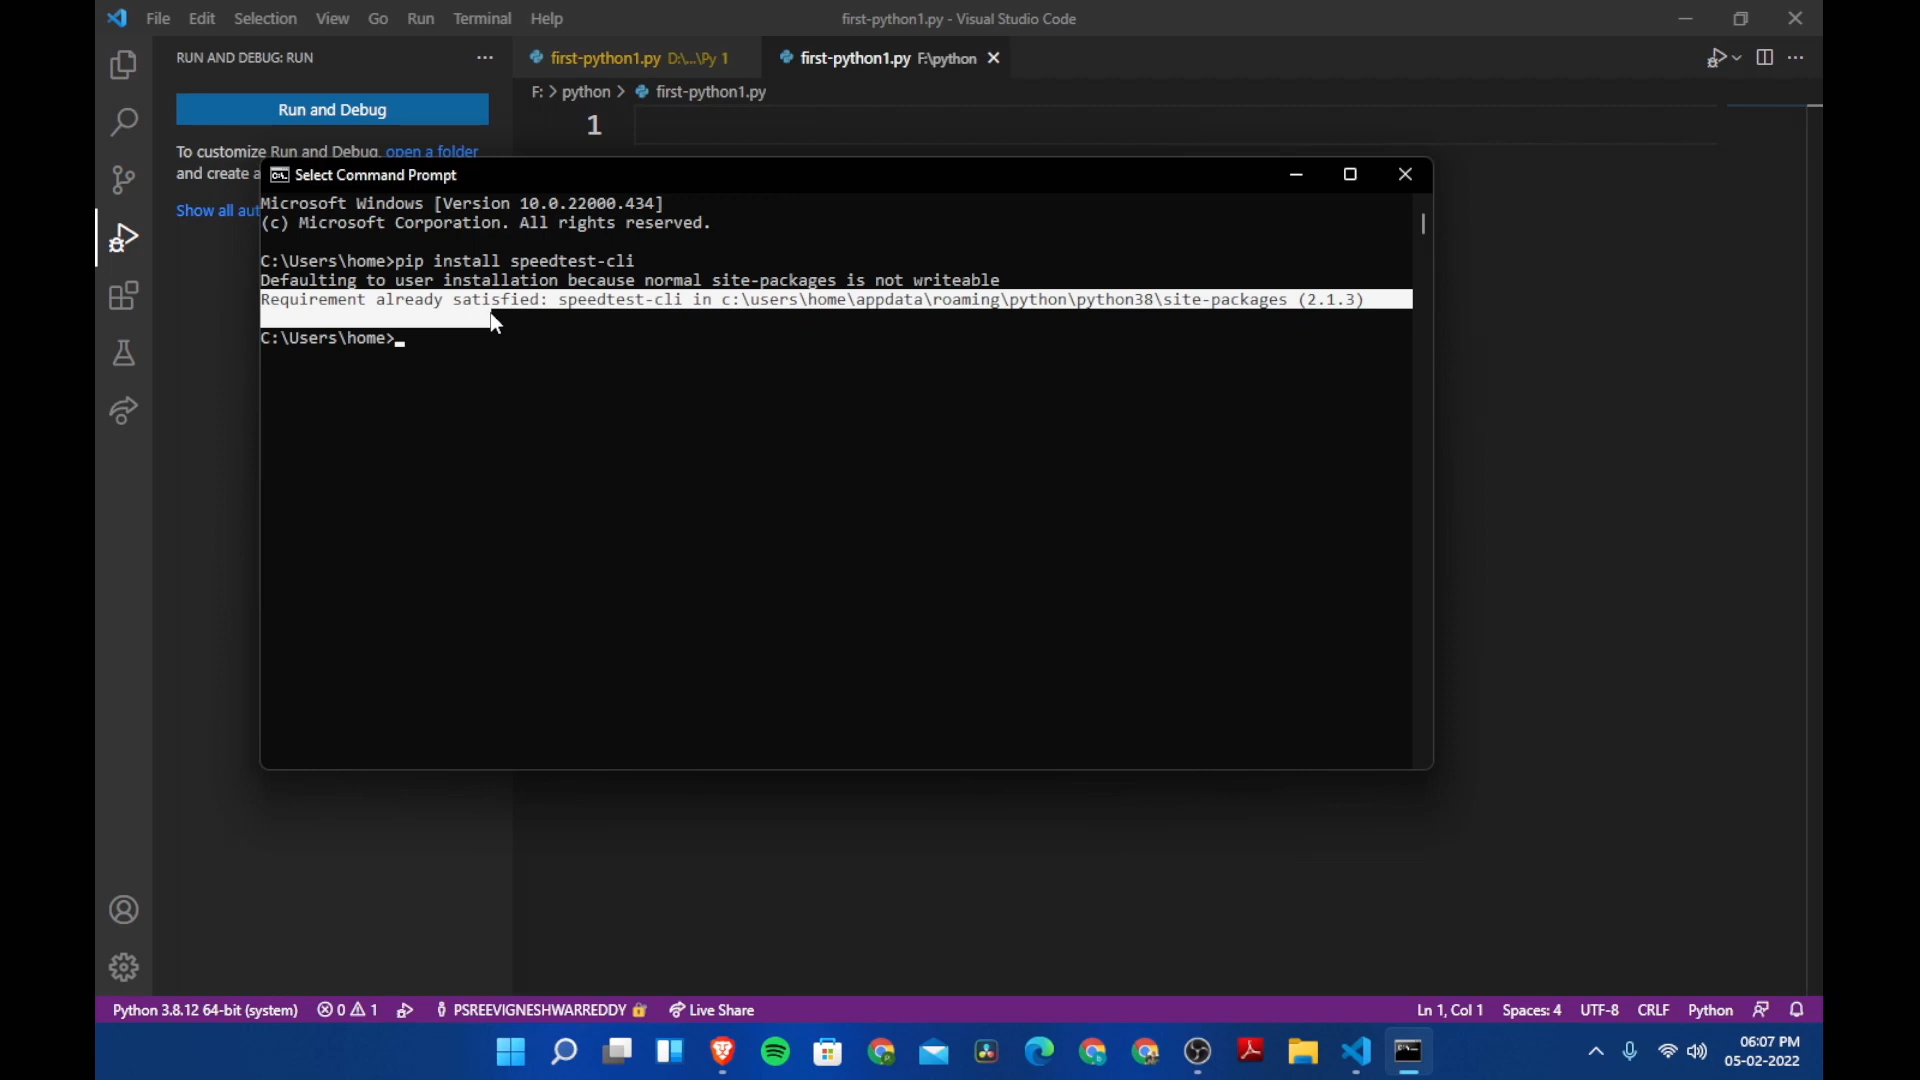 File Edit Selection View Go Run Terminal Help
first-python1.py - Visual Studio Code
RUN AND DEBUG: RUN
first-python1.py D:\...\Py 1
first-python1.py F:\python
F: > python > first-python1.py
Run and Debug
1
To customize Run and Debug, open a folder
and create a
Show all aut
Select Command Prompt
Microsoft Windows [Version 10.0.22000.434]
(c) Microsoft Corporation. All rights reserved.
C:\Users\home>pip install speedtest-cli
Defaulting to user installation because normal site-packages is not writeable
Requirement already satisfied: speedtest-cli in c:\users\home\appdata\roaming\python\python38\site-packages (2.1.3)
C:\Users\home>
Python 3.8.12 64-bit (system) 0 1 PSREEVIGNESHWARREDDY Live Share
Ln 1, Col 1 Spaces: 4 UTF-8 CRLF Python
06:07 PM
05-02-2022